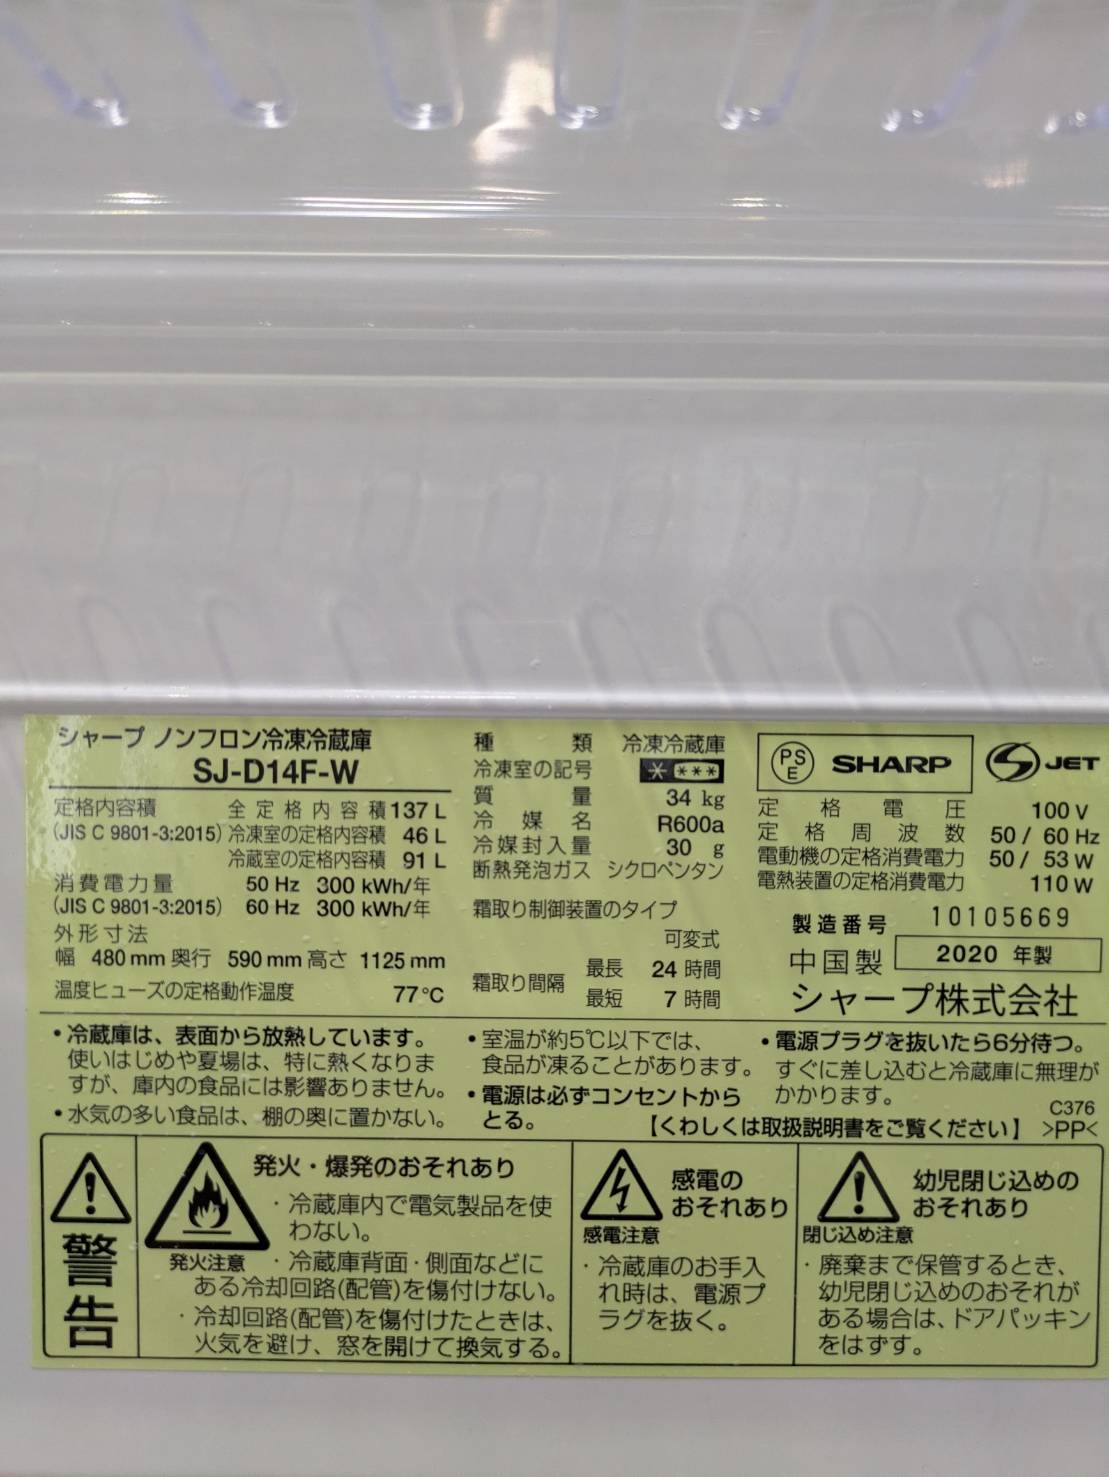 シャープ ノンフロン冷凍冷蔵庫
SJ-D14F-W
定格内容積 全定格内容積 137 L
(JIS C 9801-3:2015) 冷凍室の定格内容積 46 L
冷蔵室の定格内容積 91 L
消費電力量 50 Hz 300 kWh/年
(JIS C 9801-3:2015) 60 Hz 300 kWh/年
外形寸法
幅 480 mm 奥行 590 mm 高さ 1125 mm
温度ヒューズの定格動作温度 77℃
種類 冷凍冷蔵庫
冷凍室の記号 * ***
質量 34 kg
冷媒名 R600a
冷媒封入量 30 g
断熱発泡ガス シクロペンタン
霜取り制御装置のタイプ
可変式
霜取り間隔 最長 24 時間
最短 7 時間
PS
E
SHARP
S JET
定格電圧 100 V
定格周波数 50 / 60 Hz
電動機の定格消費電力 50 / 53 W
電熱装置の定格消費電力 110 W
製造番号 10105669
中国製 2020 年製
シャープ株式会社
・冷蔵庫は、表面から放熱しています。
使いはじめや夏場は、特に熱くなりま
すが、庫内の食品には影響ありません。
・水気の多い食品は、棚の奥に置かない。
・室温が約5℃以下では、
食品が凍ることがあります。
・電源は必ずコンセントから
とる。
・電源プラグを抜いたら6分待つ。
すぐに差し込むと冷蔵庫に無理が
かかります。
C376
【くわしくは取扱説明書をご覧ください】 >PP<
警告
発火・爆発のおそれあり
発火注意
・冷蔵庫内で電気製品を使
わない。
・冷蔵庫背面・側面などに
ある冷却回路(配管)を傷付けない。
・冷却回路(配管)を傷付けたときは、
火気を避け、窓を開けて換気する。
感電の
おそれあり
感電注意
・冷蔵庫のお手入
れ時は、電源プ
ラグを抜く。
幼児閉じ込めの
おそれあり
閉じ込め注意
・廃棄まで保管するとき、
幼児閉じ込めのおそれが
ある場合は、ドアパッキン
をはずす。